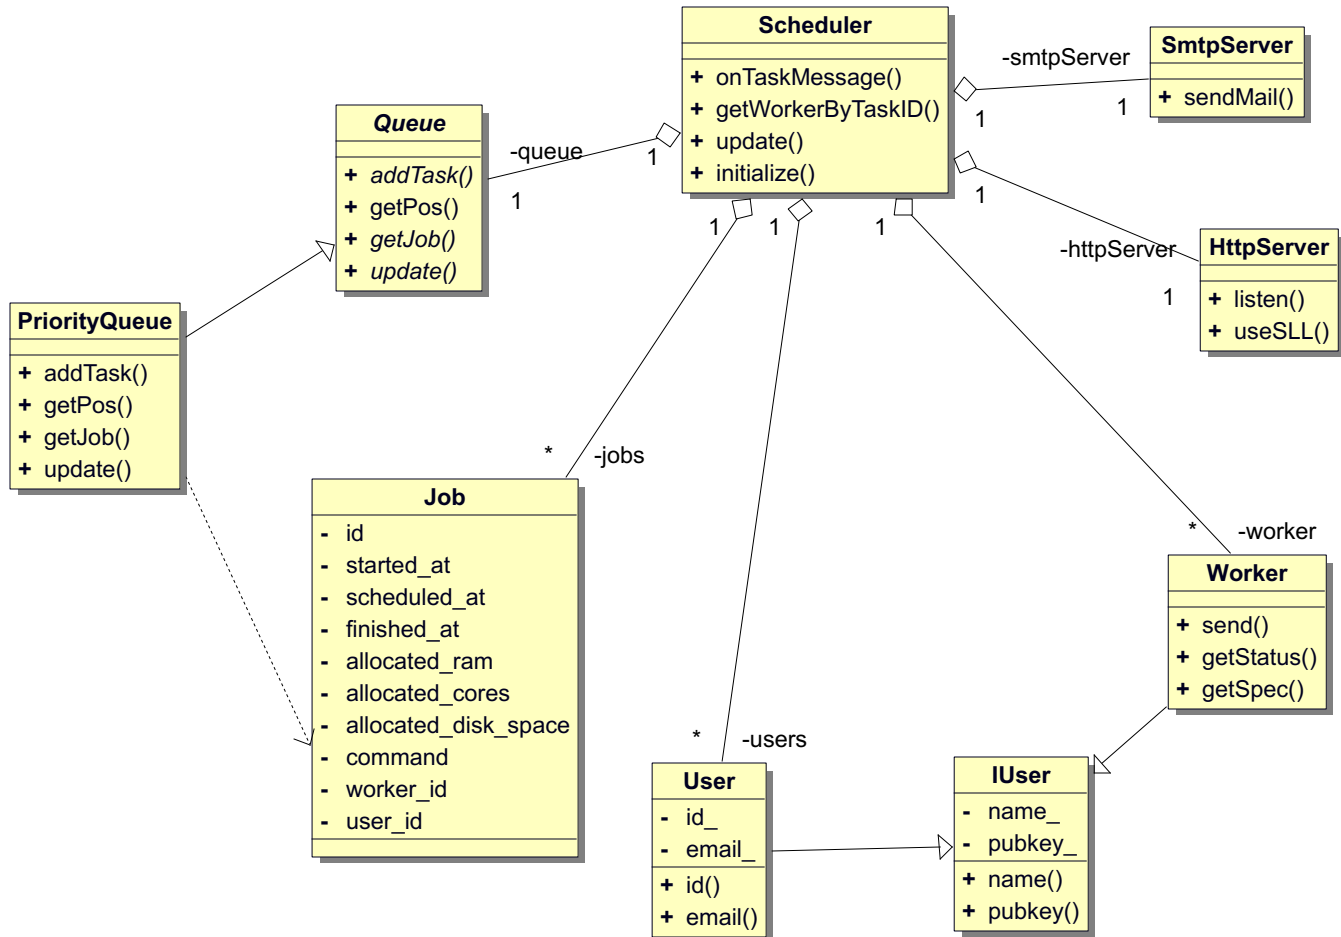 Scheduler
+ onTaskMessage()
+ getWorkerByTaskID()
+ update()
+ initialize()
-smtpServer
1
1
SmtpServer
+ sendMail()
Queue
+ addTask()
+ getPos()
+ getJob()
+ update()
-queue
1
1
-httpServer
1
1
HttpServer
+ listen()
+ useSLL()
PriorityQueue
+ addTask()
+ getPos()
+ getJob()
+ update()
1
* -jobs
1
* -users
1
* -worker
Job
- id
- started_at
- scheduled_at
- finished_at
- allocated_ram
- allocated_cores
- allocated_disk_space
- command
- worker_id
- user_id
Worker
+ send()
+ getStatus()
+ getSpec()
User
- id_
- email_
+ id()
+ email()
IUser
- name_
- pubkey_
+ name()
+ pubkey()